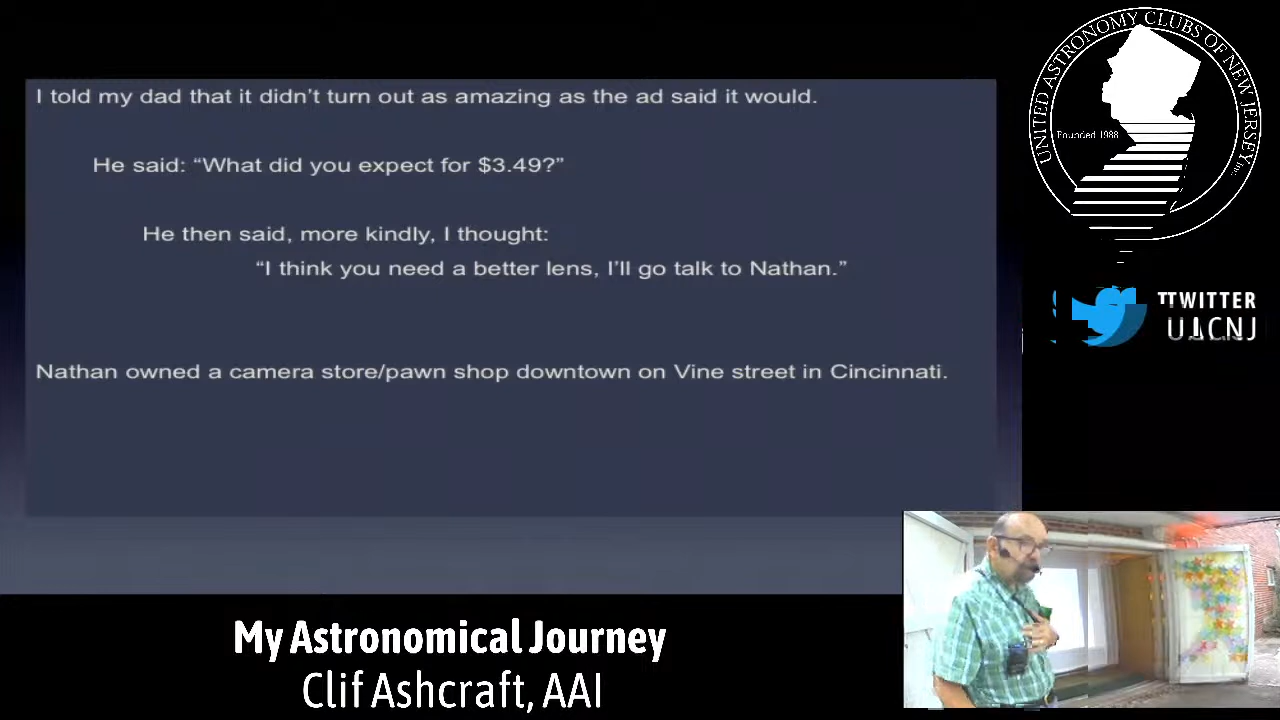 I told my dad that it didn't turn out as amazing as the ad said it would.
He said: “What did you expect for $3.49?”
He then said, more kindly, I thought:
“I think you need a better lens, I'll go talk to Nathan.”
Nathan owned a camera store/pawn shop downtown on Vine street in Cincinnati.
UNITED ASTRONOMY CLUBS OF NEW JERSEY Inc.
Founded 1988
TWITTER
UACNJ
My Astronomical Journey
Clif Ashcraft, AAI